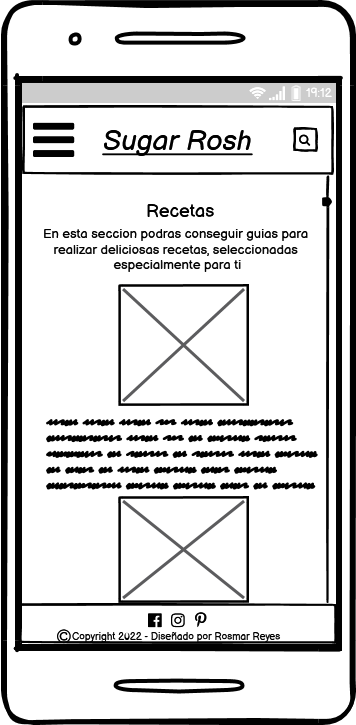 19:12
Sugar Rosh
Recetas
En esta seccion podras conseguir guias para
realizar deliciosas recetas, seleccionadas
especialmente para ti
©Copyright 2022 - Diseñado por Rosmar Reyes